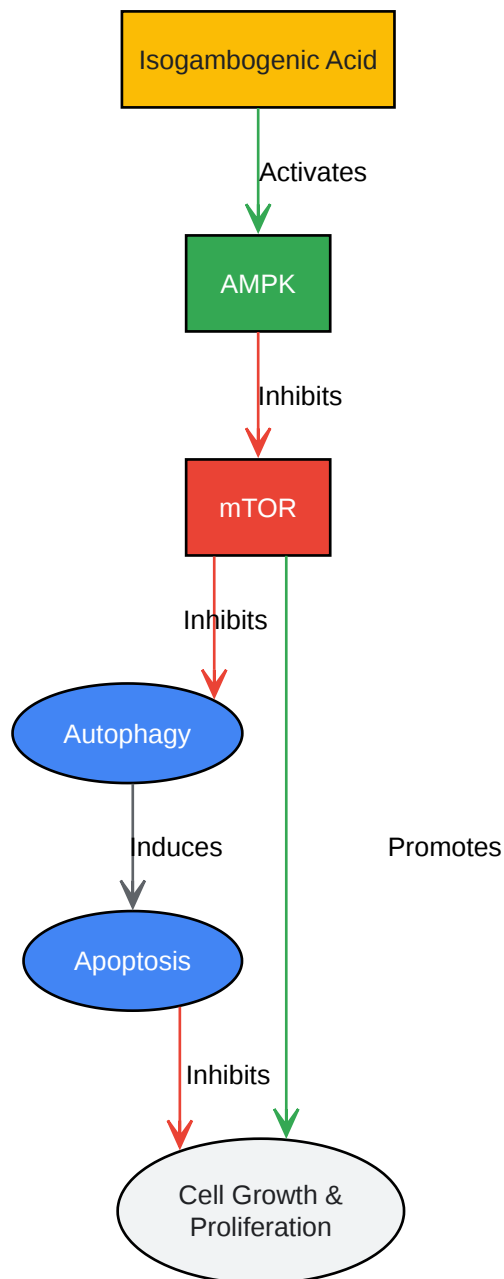 Isogambogenic Acid
Activates
AMPK
Inhibits
mTOR
Inhibits
Autophagy
Induces
Promotes
Apoptosis
Inhibits
Cell Growth &
Proliferation